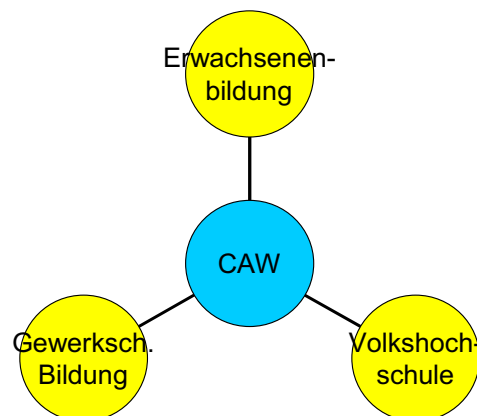 Erwachsenen-
bildung
CAW
Gewerksch.
Bildung
Volkshoch-
schule